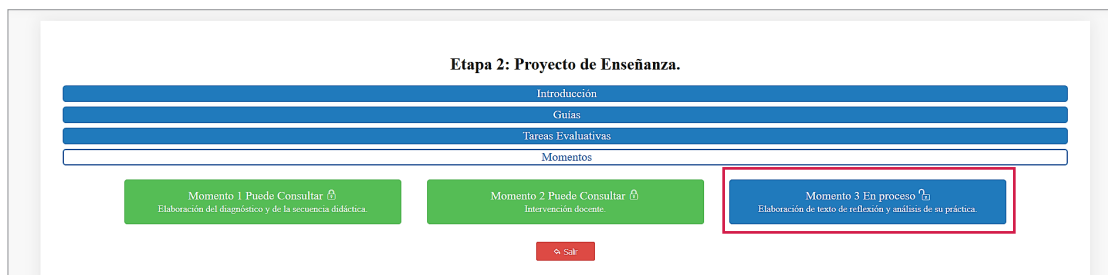 Etapa 2: Proyecto de Enseñanza.
Introducción
Guías
Tareas Evaluativas
Momentos
Momento 1 Puede Consultar
Elaboración del diagnóstico y de la secuencia didáctica.
Momento 2 Puede Consultar
Intervención docente.
Momento 3 En proceso
Elaboración de texto de reflexión y análisis de su práctica.
Salir